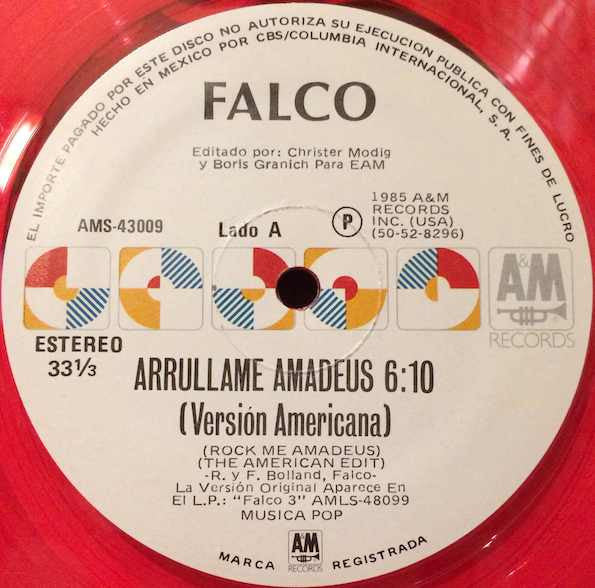 EL IMPORTE PAGADO POR ESTE DISCO NO AUTORIZA SU EJECUCION PUBLICA CON FINES DE LUCRO
HECHO EN MEXICO POR CBS/COLUMBIA INTERNACIONAL, S.A.
FALCO
Editado por: Christer Modig
y Boris Granich Para EAM
AMS-43009
Lado A
P
1985 A&M
RECORDS
INC. (USA)
(50-52-8296)
A&M
RECORDS
ESTEREO
33⅓
ARRULLAME AMADEUS 6:10
(Versión Americana)
(ROCK ME AMADEUS)
(THE AMERICAN EDIT)
-R. y F. Bolland, Falco-
La Versión Original Aparece En
El L.P.: "Falco 3" AMLS-48099
MUSICA POP
A&M
RECORDS
MARCA REGISTRADA